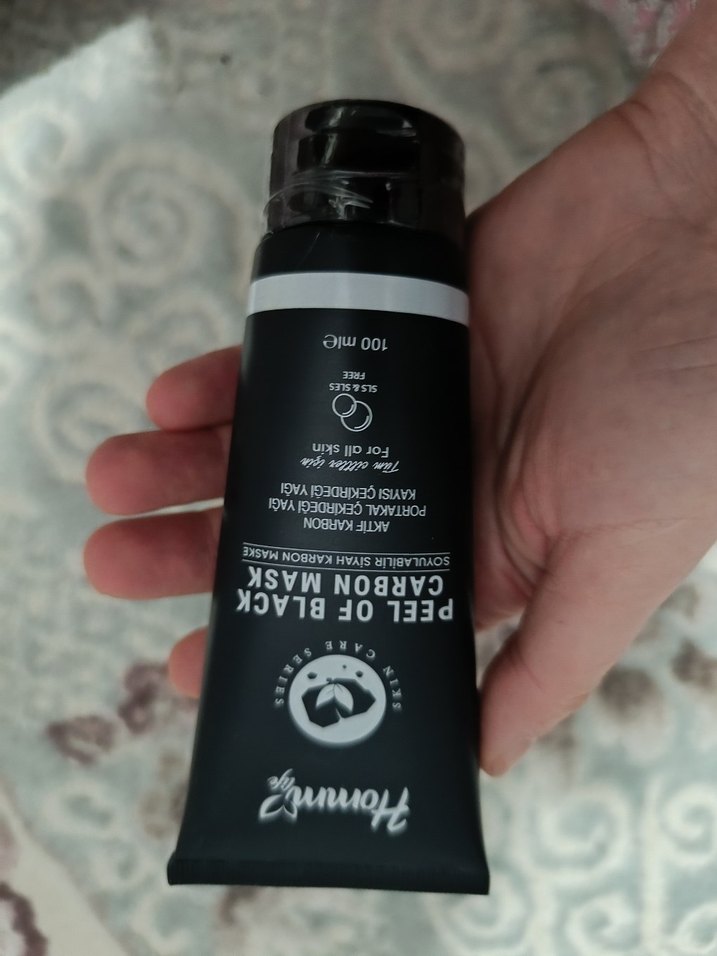 Homm life
SKIN CARE SERIES
PEEL OF BLACK
CARBON MASK
SOYULABİLİR SİYAH KARBON MASKE
AKTİF KARBON
PORTAKAL ÇEKİRDEĞİ YAĞI
KAYISI ÇEKİRDEĞİ YAĞI
Tüm ciltler için
For all skin
SLS & SLES
FREE
100 ml℮